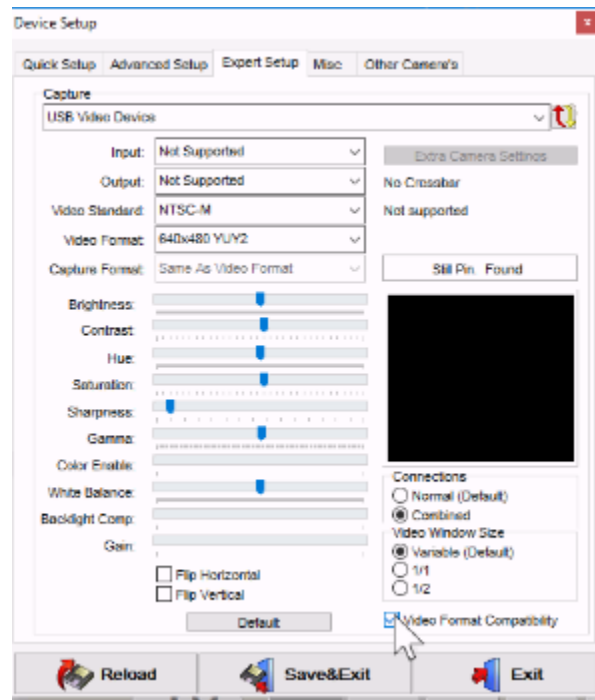 Device Setup
Quick Setup Advanced Setup Expert Setup Misc Other Camera's
Capture
USB Video Device
Input: Not Supported
Extra Camera Settings
Output: Not Supported
No Crossbar
Video Standard: NTSC-M
Not supported
Video Format: 640x480 YUY2
Capture Format: Same As Video Format
Still Pin Found
Brightness:
Contrast:
Hue:
Saturation:
Sharpness:
Gamma:
Color Enable:
White Balance:
Backlight Comp:
Gain:
Connections
Normal (Default)
Combined
Video Window Size
Variable (Default)
1/1
1/2
Flip Horizontal
Flip Vertical
Default
Video Format Compatibility
Reload Save&Exit Exit